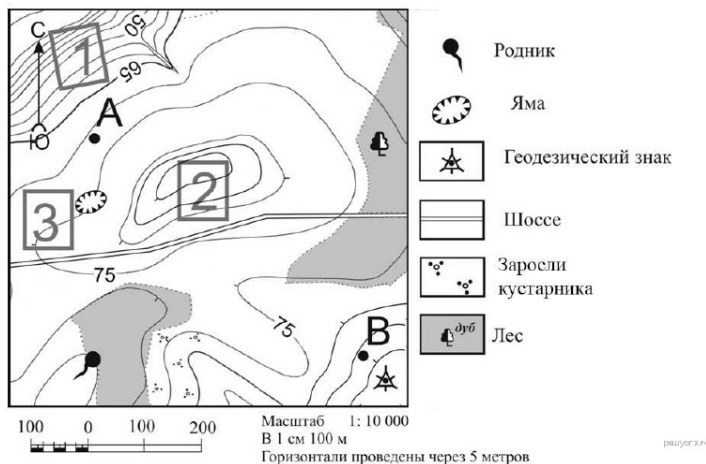 50
С
1
65
А
Ю
2
3
75
75
В
Родник
Яма
Геодезический знак
Шоссе
Заросли
кустарника
дуб
Лес
100 0 100 200
Масштаб 1: 10 000
В 1 см 100 м
Горизонтали проведены через 5 метров